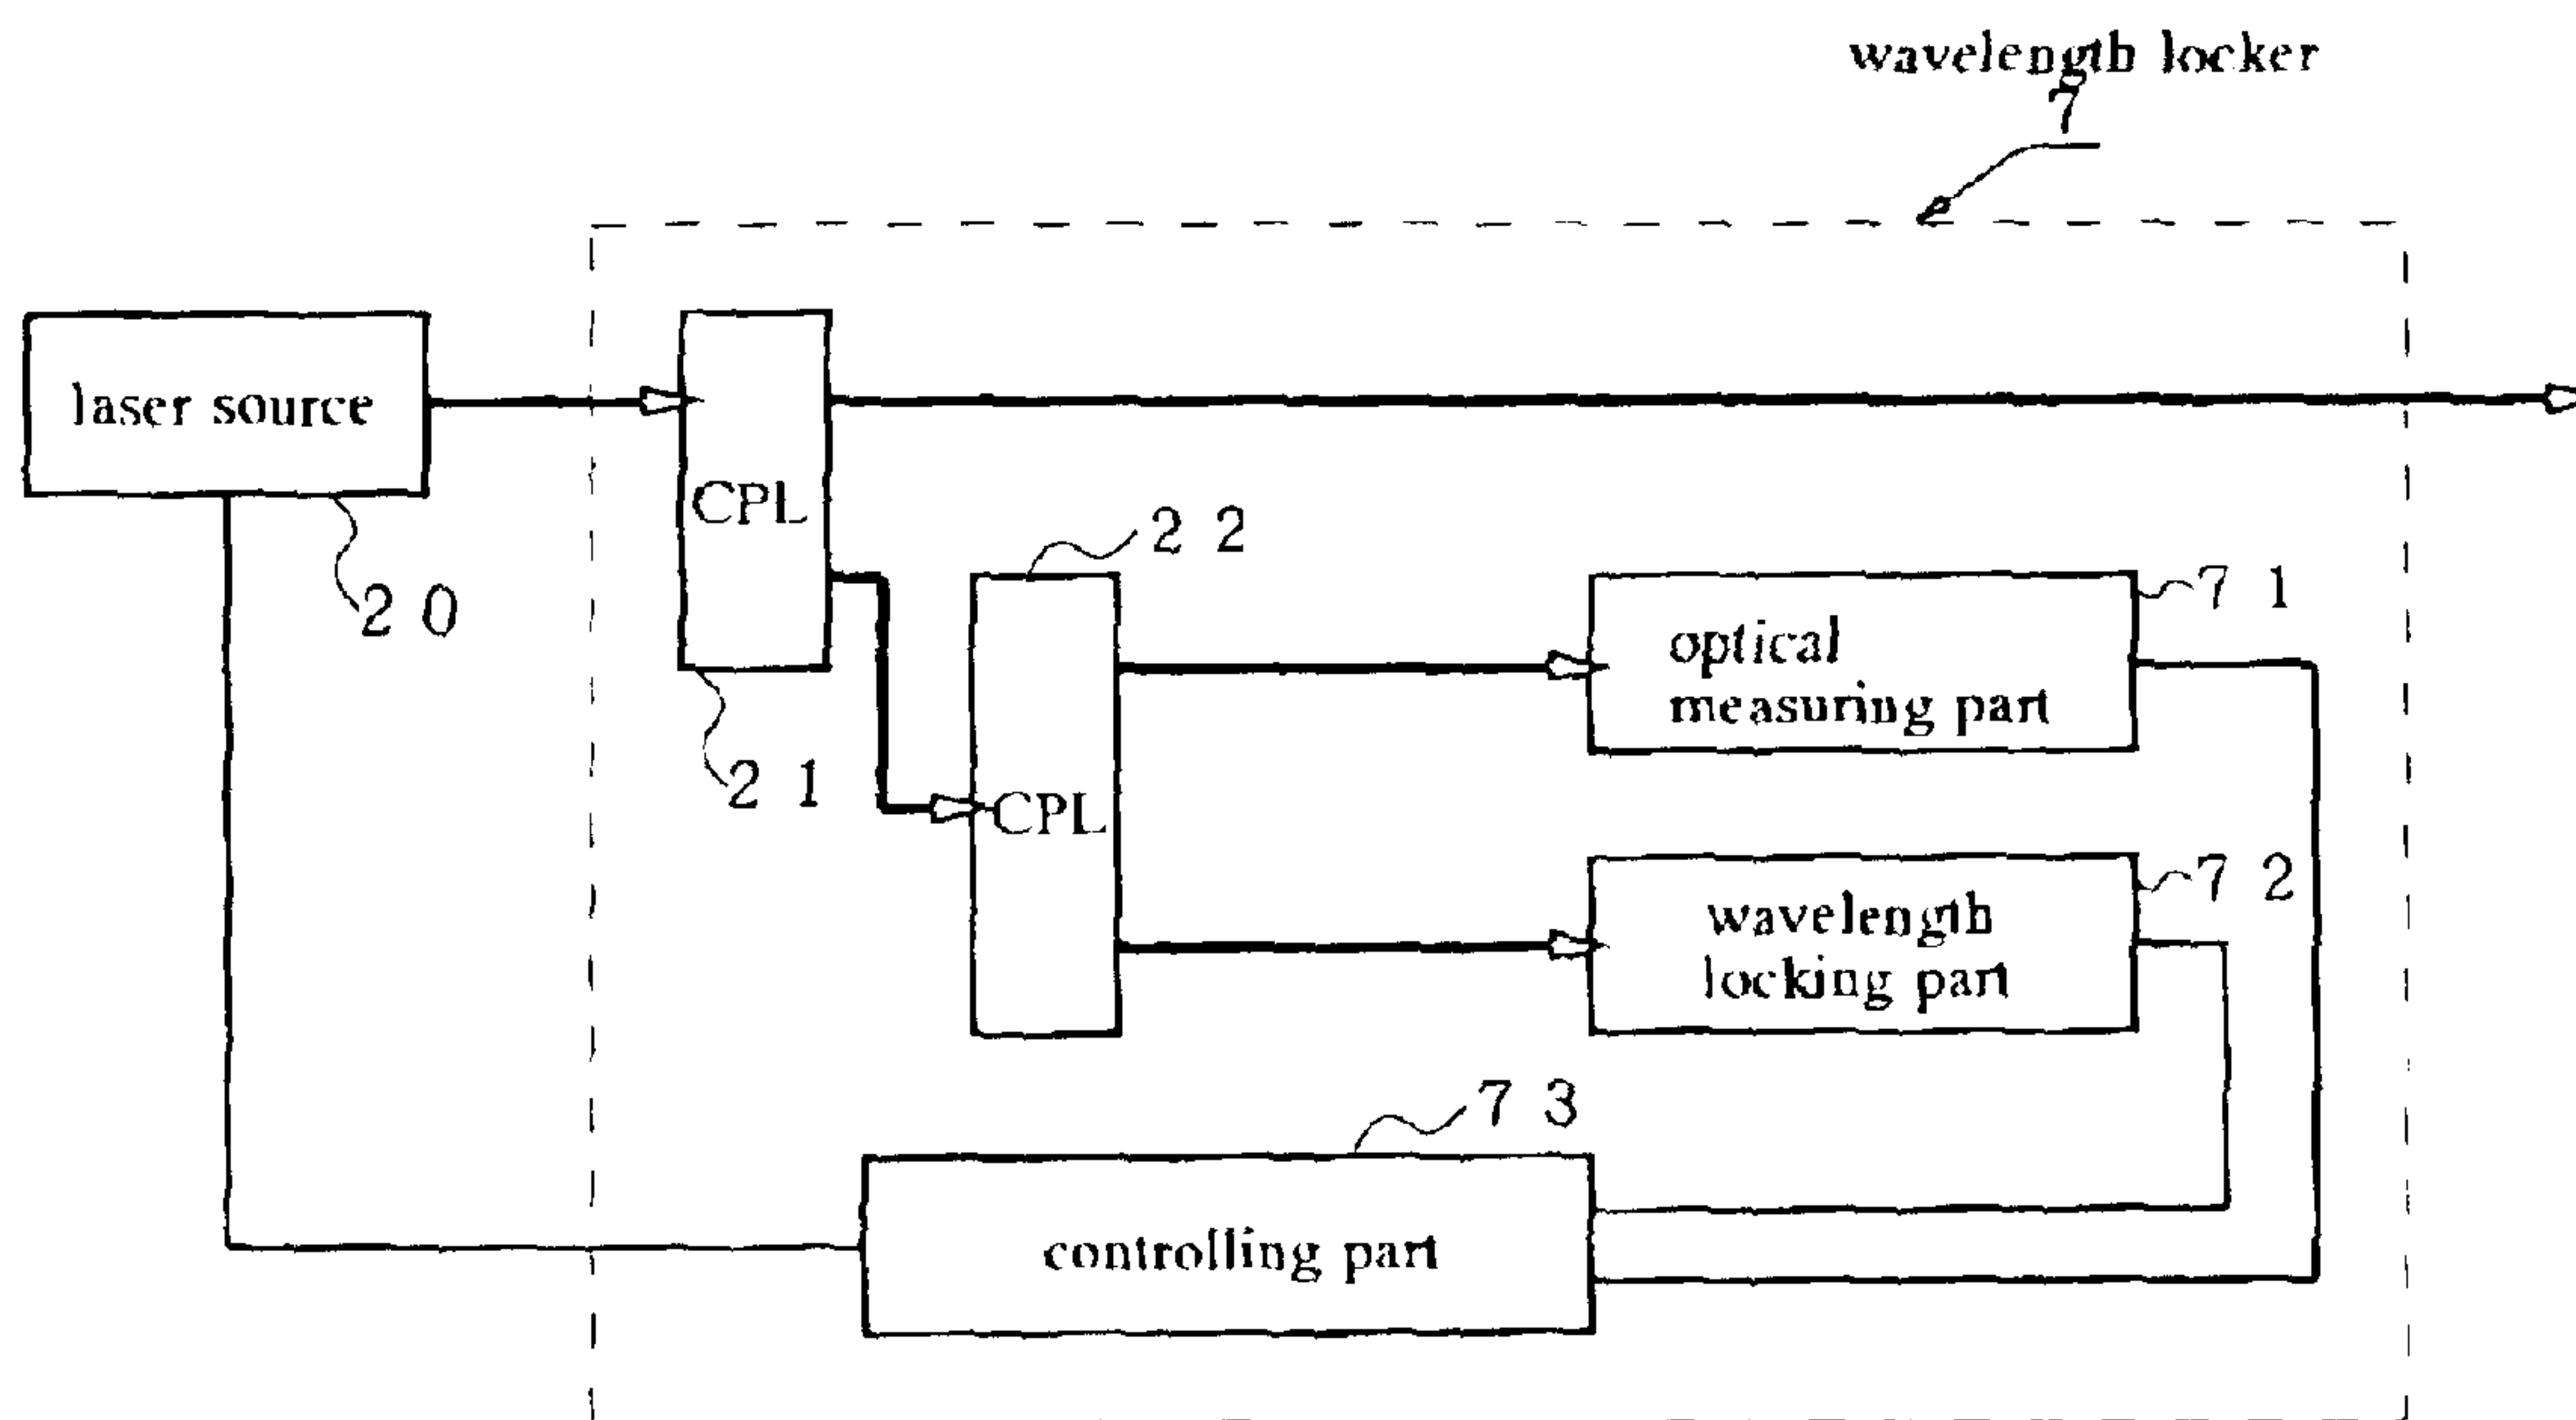 wavelength locker
7
laser source
CPL
2 2
2 0
optical
measuring part
7 1
2 1
CPL
wavelength
locking part
7 2
7 3
controlling part